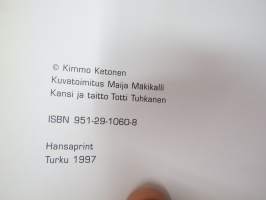 © Kimmo Ketonen
Kuvatoimitus Maija Mäkikalli
Kansi ja taitto Totti Tuhkanen
ISBN 951-29-1060-8
Hansaprint
Turku 1997